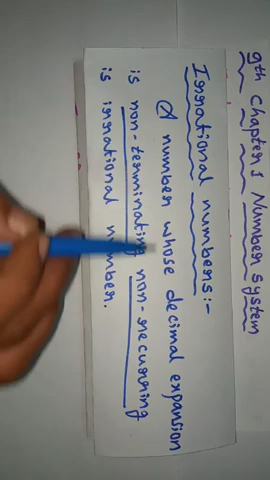 9th Chapter 1 Number system
Irrational numbers:-
A number whose decimal expansion
is non-terminating non-recurring
is irrational number.